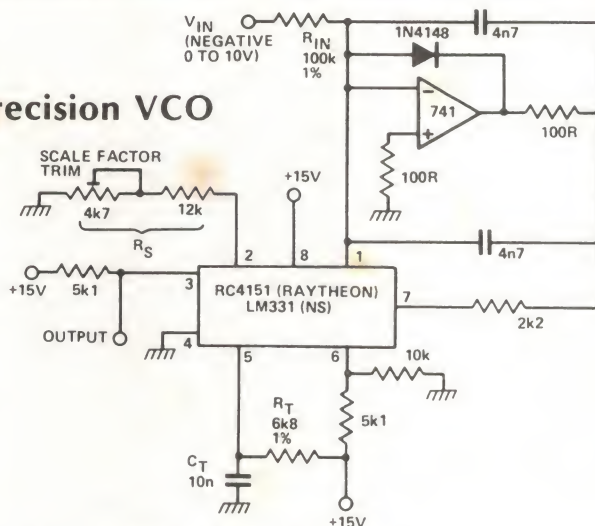 V_IN
(NEGATIVE
0 TO 10V)
R_IN
100k
1%
1N4148
4n7
recision VCO
741
100R
100R
SCALE FACTOR
TRIM
+15V
4k7
12k
R_S
4n7
+15V
5k1
2
8
1
3
RC4151 (RAYTHEON)
LM331 (NS)
7
2k2
OUTPUT
4
5
6
10k
R_T
6k8
1%
5k1
C_T
10n
+15V